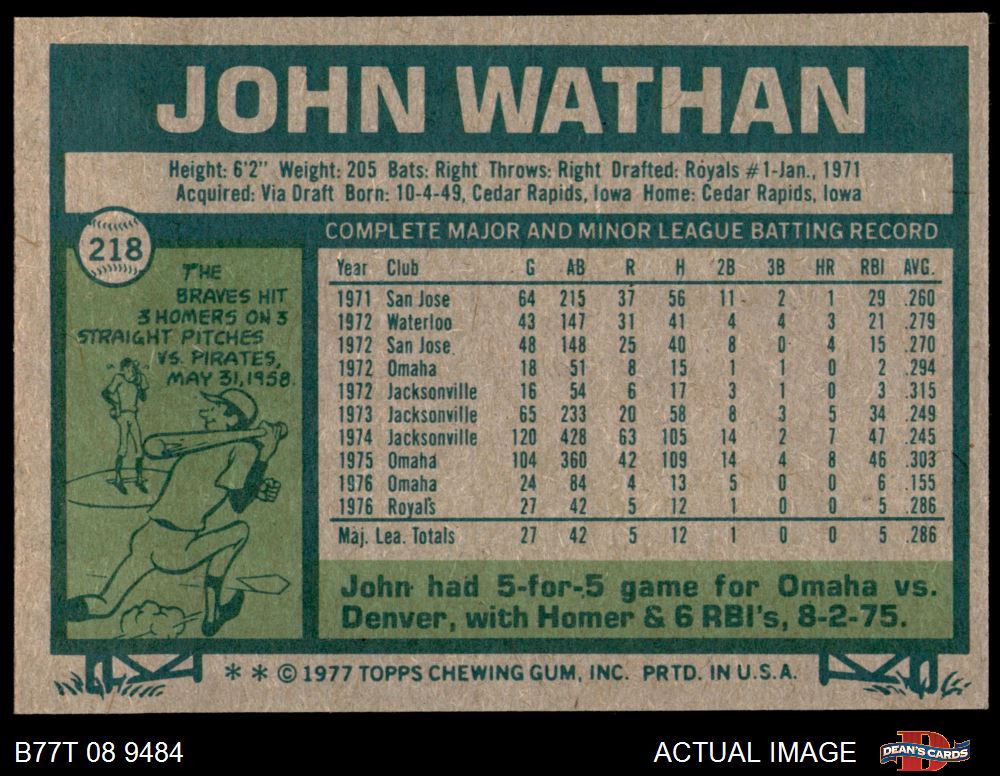 JOHN WATHAN
Height: 6'2" Weight: 205 Bats: Right Throws: Right Drafted: Royals #1-Jan., 1971
Acquired: Via Draft Born: 10-4-49, Cedar Rapids, Iowa Home: Cedar Rapids, Iowa
218
THE
BRAVES HIT
3 HOMERS ON 3
STRAIGHT PITCHES
VS. PIRATES,
MAY 31, 1958.
COMPLETE MAJOR AND MINOR LEAGUE BATTING RECORD
Year Club G AB R H 2B 3B HR RBI AVG.
1971 San Jose 64 215 37 56 11 2 1 29 .260
1972 Waterloo 43 147 31 41 4 4 3 21 .279
1972 San Jose 48 148 25 40 8 0 4 15 .270
1972 Omaha 18 51 8 15 1 1 0 2 .294
1972 Jacksonville 16 54 6 17 3 1 0 3 .315
1973 Jacksonville 65 233 20 58 8 3 5 34 .249
1974 Jacksonville 120 428 63 105 14 2 7 47 .245
1975 Omaha 104 360 42 109 14 4 8 46 .303
1976 Omaha 24 84 4 13 5 0 0 6 .155
1976 Royals 27 42 5 12 1 0 0 5 .286
Maj. Lea. Totals 27 42 5 12 1 0 0 5 .286
John had 5-for-5 game for Omaha vs.
Denver, with Homer & 6 RBI's, 8-2-75.
* * © 1977 TOPPS CHEWING GUM, INC. PRTD. IN U.S.A.
B77T 08 9484
ACTUAL IMAGE
D
DEAN'S CARDS